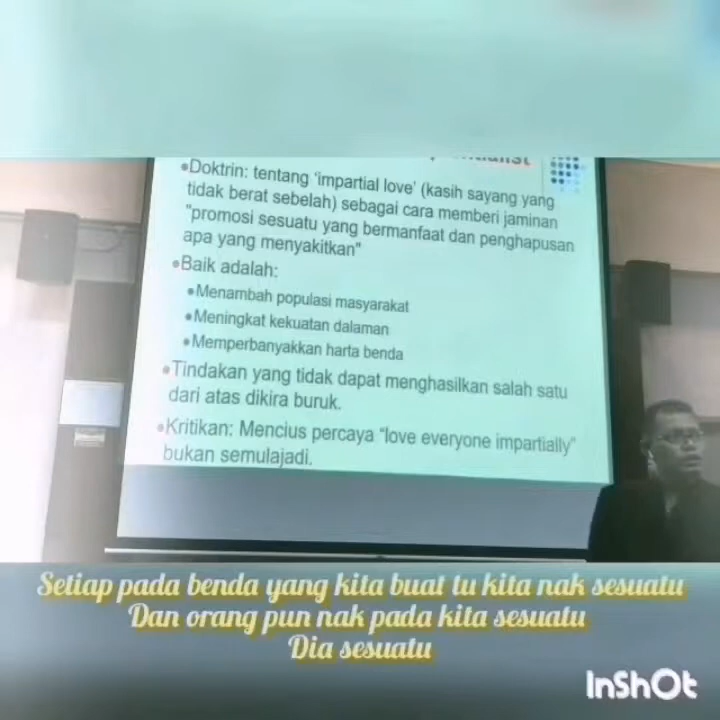 •Doktrin: tentang 'impartial love' (kasih sayang yang
tidak berat sebelah) sebagai cara memberi jaminan
"promosi sesuatu yang bermanfaat dan penghapusan
apa yang menyakitkan"
•Baik adalah:
•Menambah populasi masyarakat
•Meningkat kekuatan dalaman
•Memperbanyakkan harta benda
•Tindakan yang tidak dapat menghasilkan salah satu
dari atas dikira buruk.
•Kritikan: Mencius percaya "love everyone impartially"
bukan semulajadi.
Setiap pada benda yang kita buat tu kita nak sesuatu
Dan orang pun nak pada kita sesuatu
Dia sesuatu
InShOt